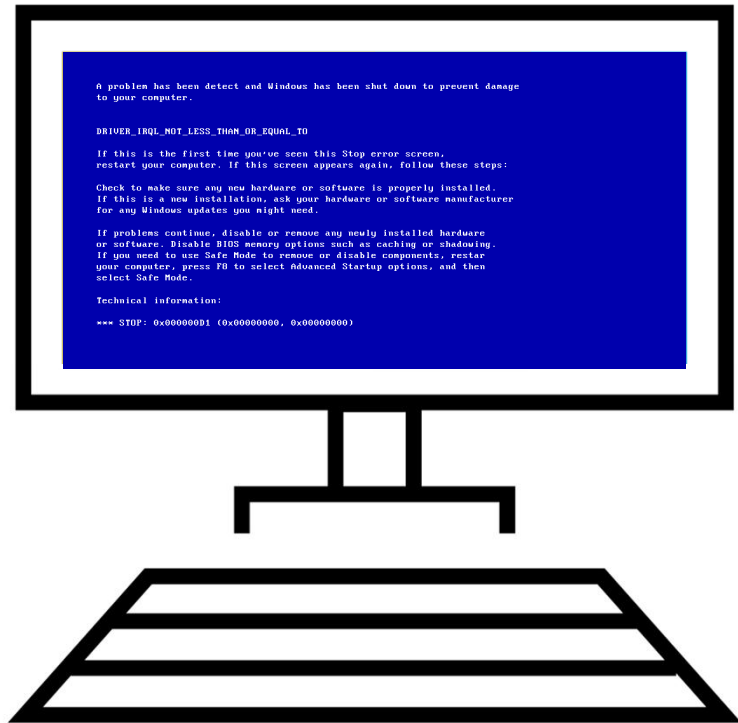 A problem has been detect and Windows has been shut down to prevent damage
to your computer.
DRIVER_IRQL_NOT_LESS_THAN_OR_EQUAL_TO
If this is the first time you've seen this Stop error screen,
restart your computer. If this screen appears again, follow these steps:
Check to make sure any new hardware or software is properly installed.
If this is a new installation, ask your hardware or software manufacturer
for any Windows updates you might need.
If problems continue, disable or remove any newly installed hardware
or software. Disable BIOS memory options such as caching or shadowing.
If you need to use Safe Mode to remove or disable components, restar
your computer, press F8 to select Advanced Startup options, and then
select Safe Mode.
Technical information:
*** STOP: 0x000000D1 (0x00000000, 0x00000000)